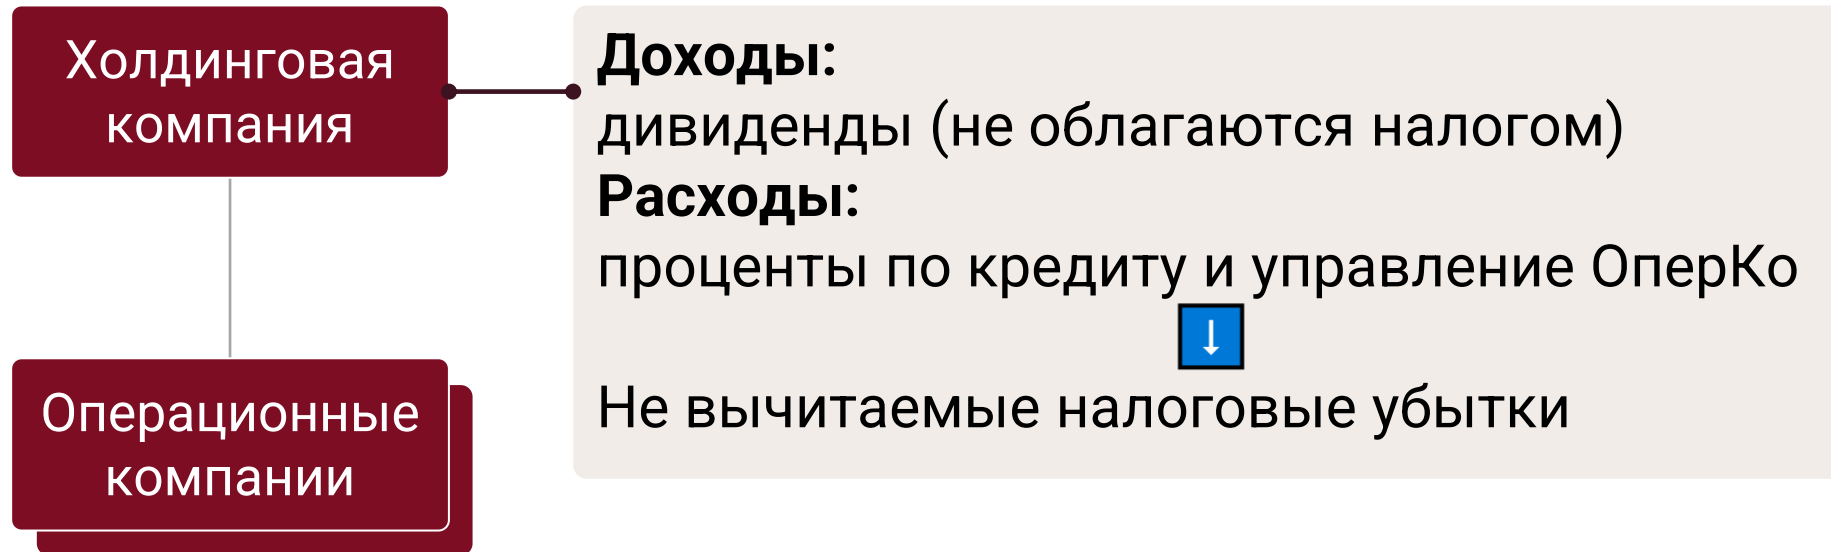 Холдинговая
компания
Доходы:
дивиденды (не облагаются налогом)
Расходы:
проценты по кредиту и управление ОперКо
↓
Не вычитаемые налоговые убытки
Операционные
компании